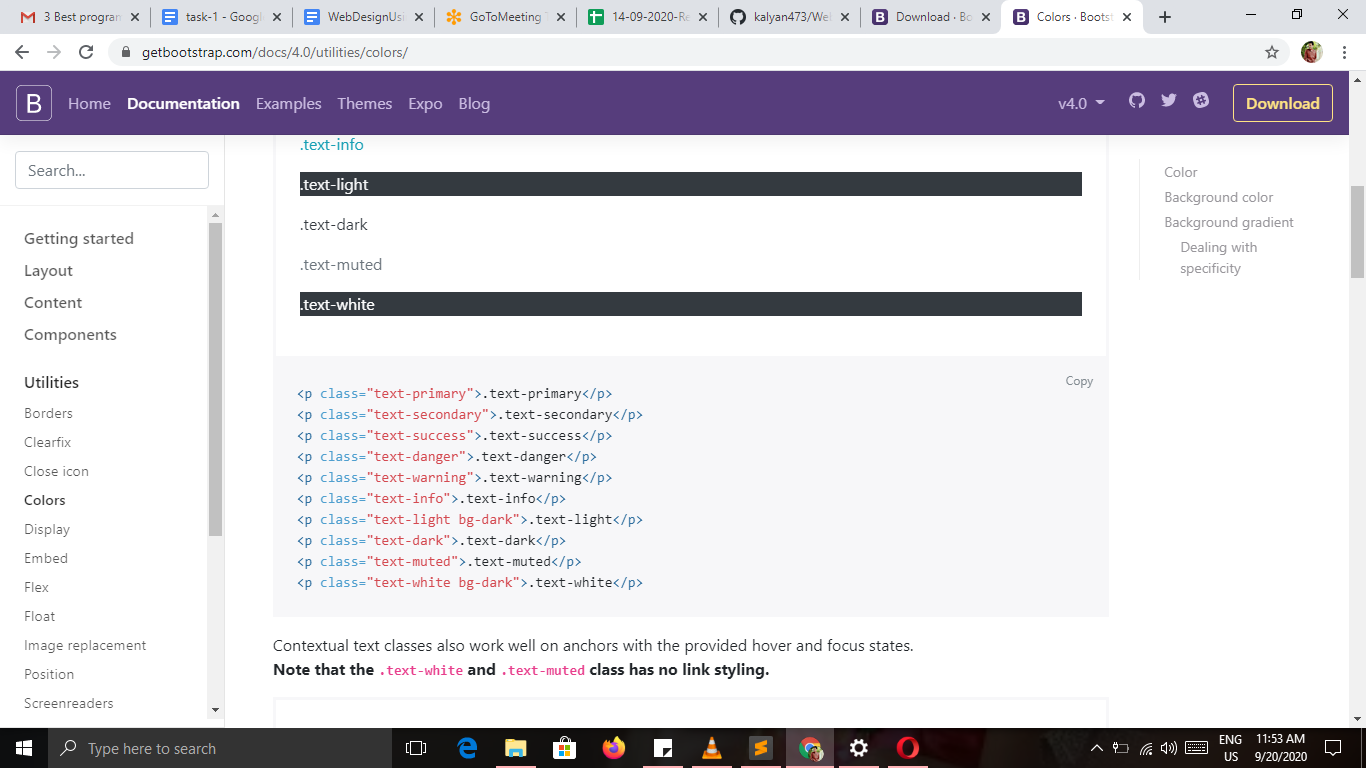 3 Best progran
task-1 - Googl
WebDesignUsi
GoToMeeting
14-09-2020-Re
kalyan473/Wel
Download · Bo
Colors · Bootst
getbootstrap.com/docs/4.0/utilities/colors/
B
Home
Documentation
Examples
Themes
Expo
Blog
v4.0
Download
Search...
Getting started
Layout
Content
Components
Utilities
Borders
Clearfix
Close icon
Colors
Display
Embed
Flex
Float
Image replacement
Position
Screenreaders
.text-info
.text-light
.text-dark
.text-muted
.text-white
Copy
<p class="text-primary">.text-primary</p>
<p class="text-secondary">.text-secondary</p>
<p class="text-success">.text-success</p>
<p class="text-danger">.text-danger</p>
<p class="text-warning">.text-warning</p>
<p class="text-info">.text-info</p>
<p class="text-light bg-dark">.text-light</p>
<p class="text-dark">.text-dark</p>
<p class="text-muted">.text-muted</p>
<p class="text-white bg-dark">.text-white</p>
Contextual text classes also work well on anchors with the provided hover and focus states.
Note that the .text-white and .text-muted class has no link styling.
Color
Background color
Background gradient
Dealing with
specificity
Type here to search
ENG
US
11:53 AM
9/20/2020